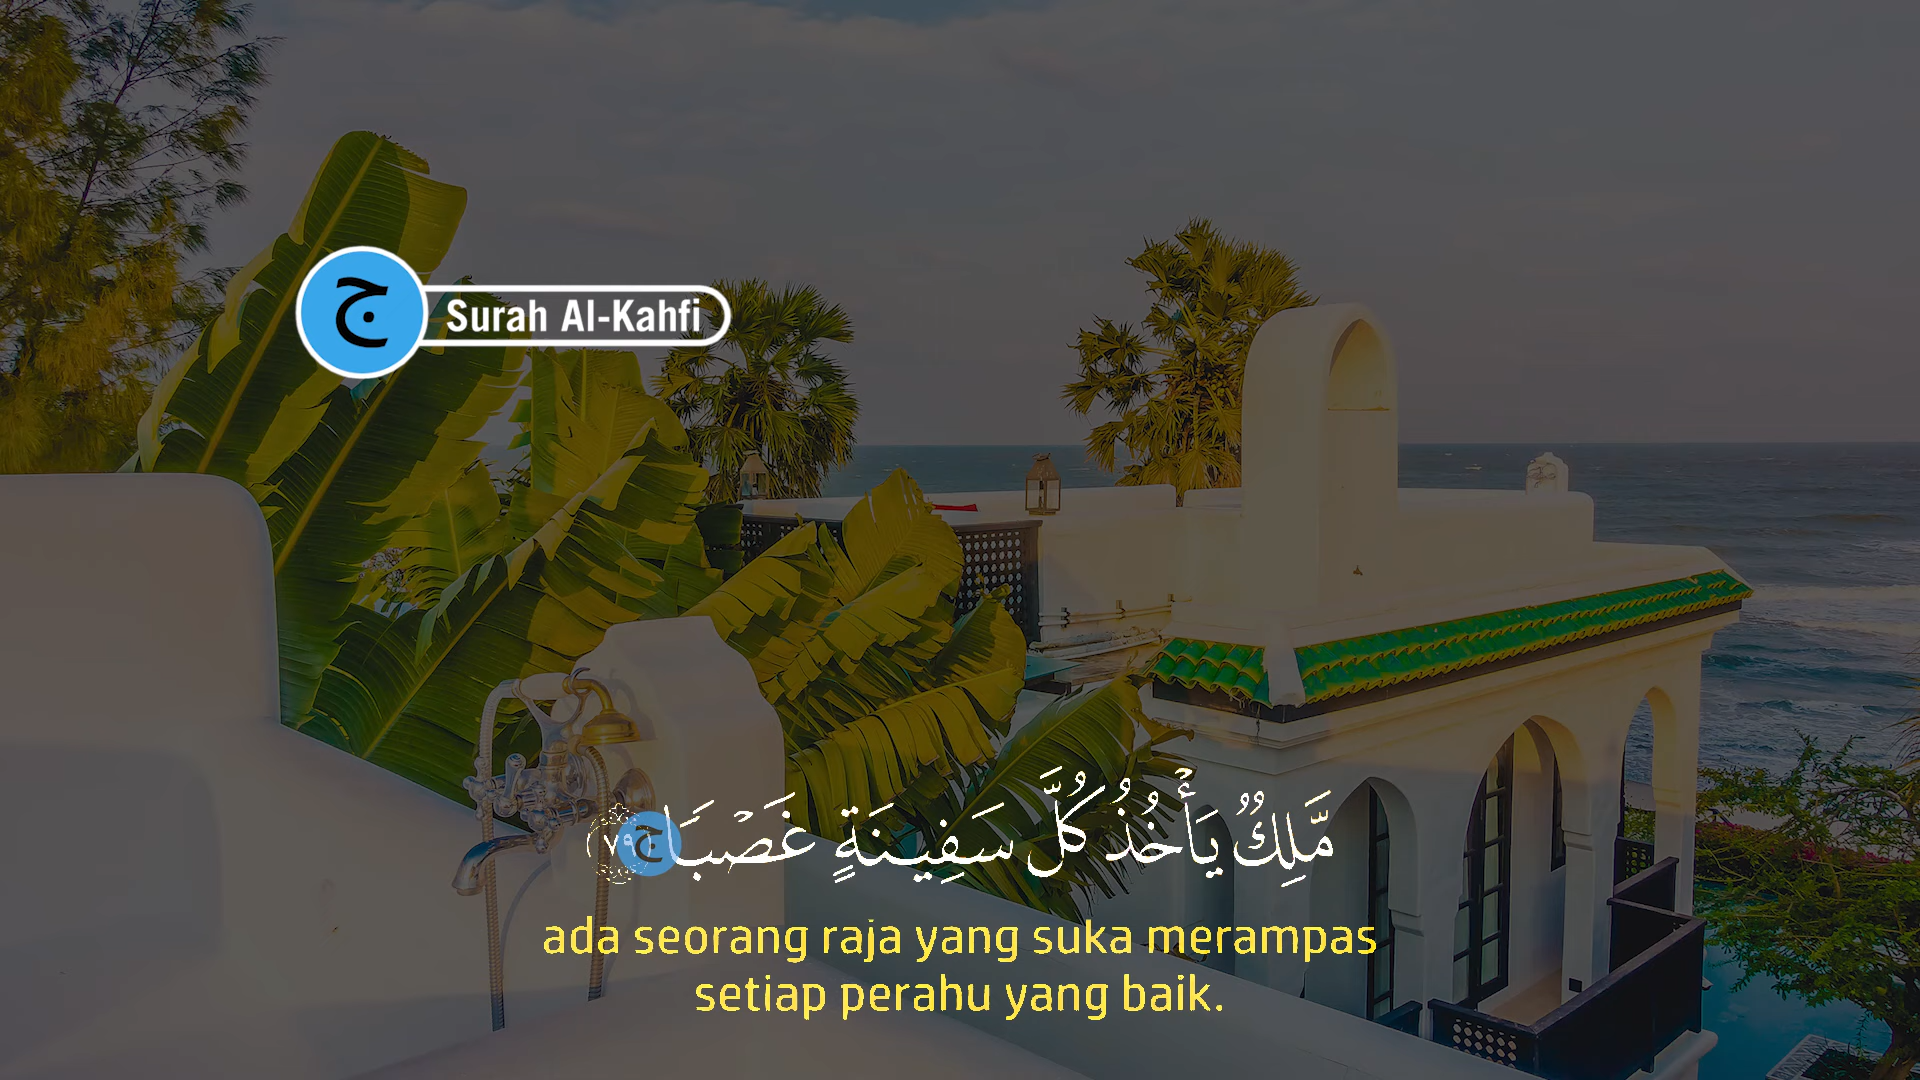 ج
Surah Al-Kahfi
مَّلِكٌ يَأْخُذُ كُلَّ سَفِينَةٍ غَصْبًا ٧٩
ج
ada seorang raja yang suka merampas
setiap perahu yang baik.